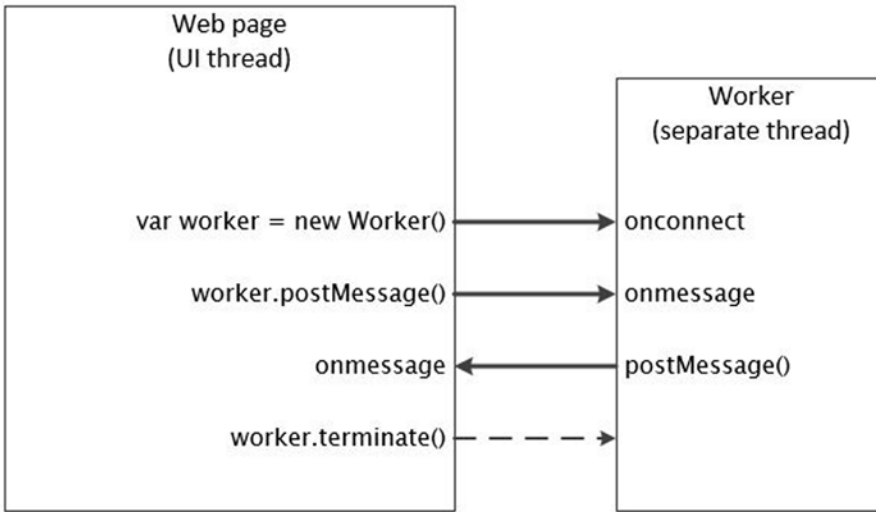 Web page
(UI thread)
Worker
(separate thread)
var worker = new Worker()
onconnect
worker.postMessage()
onmessage
onmessage
postMessage()
worker.terminate()